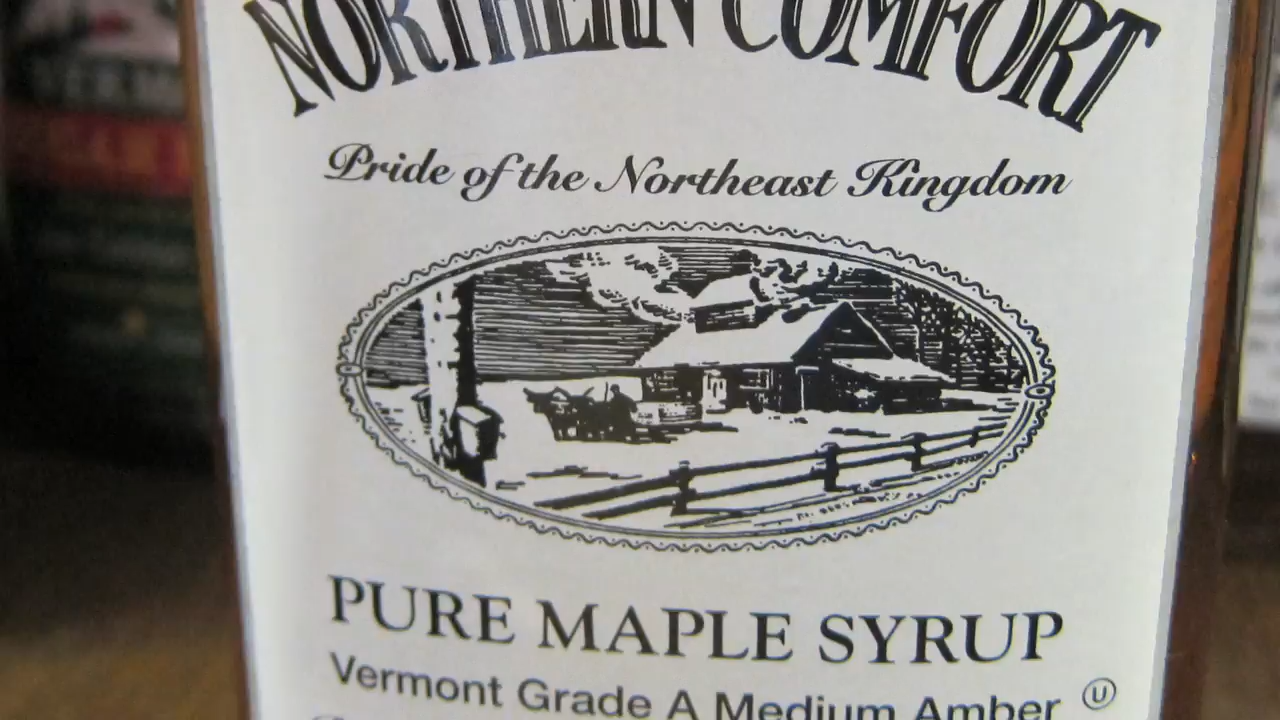 NORTHERN COMFORT
Pride of the Northeast Kingdom
PURE MAPLE SYRUP
Vermont Grade A Medium Amber Ⓤ